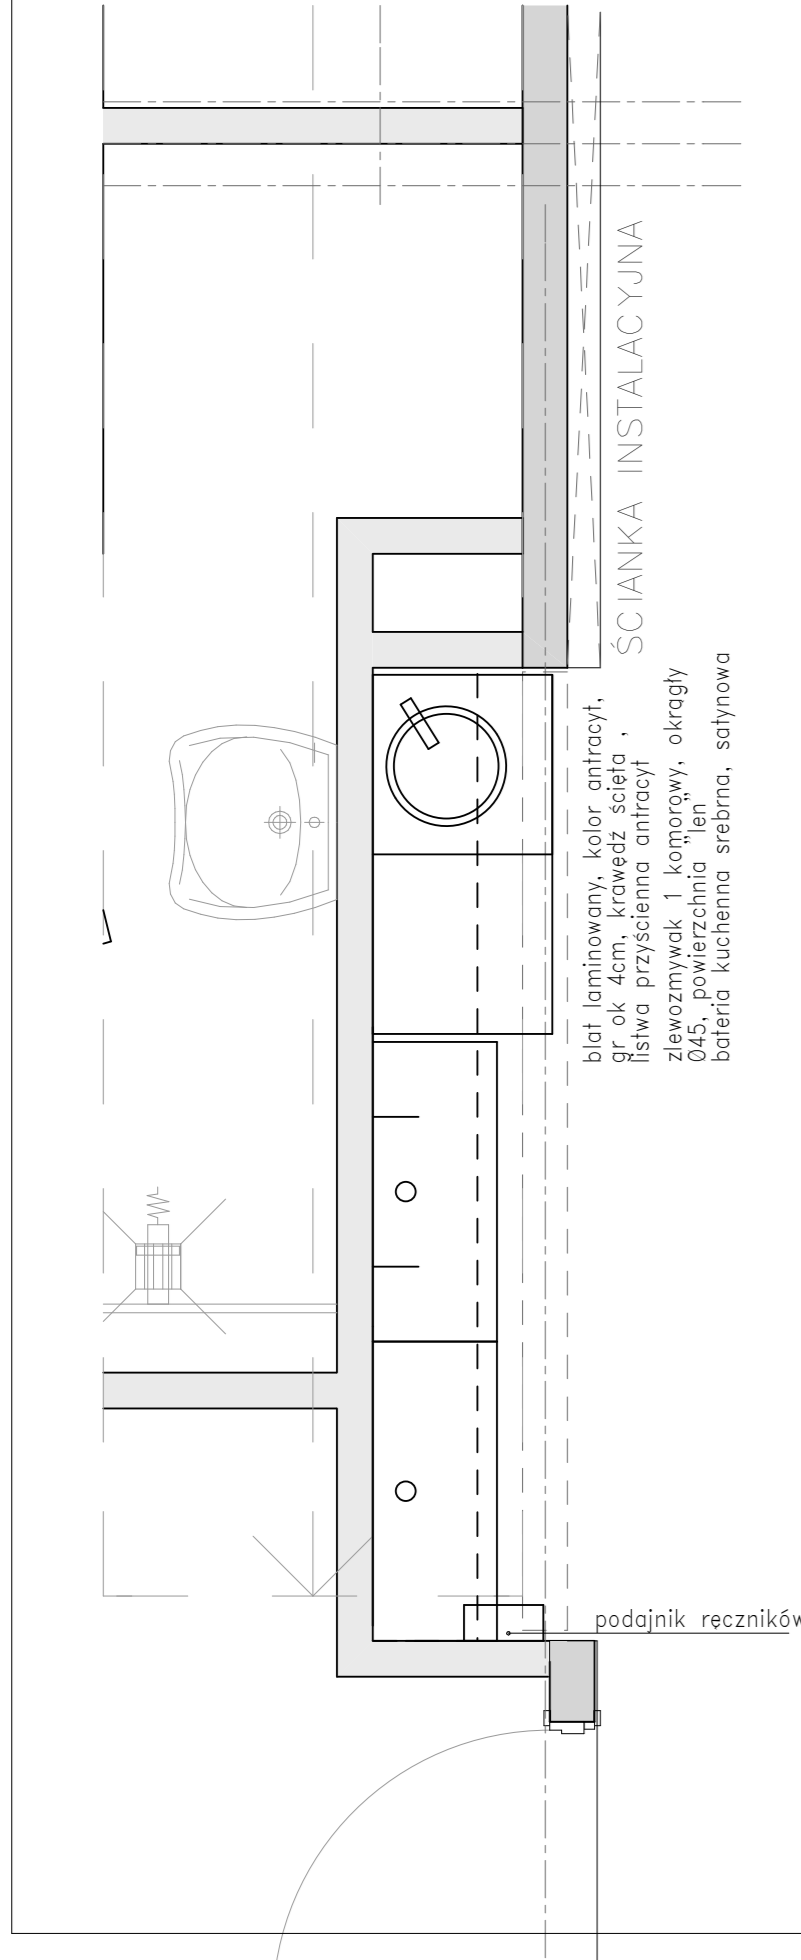 ŚCIANKA INSTALACYJNA
blat laminowany, kolor antracyt,
gr ok 4cm, krawędź ścięta ,
listwa przyścienna antracyt
zlewozmywak 1 komorowy, okrągły
Ø45, powierzchnia „len”
bateria kuchenna srebrna, satynowa
podajnik ręczników